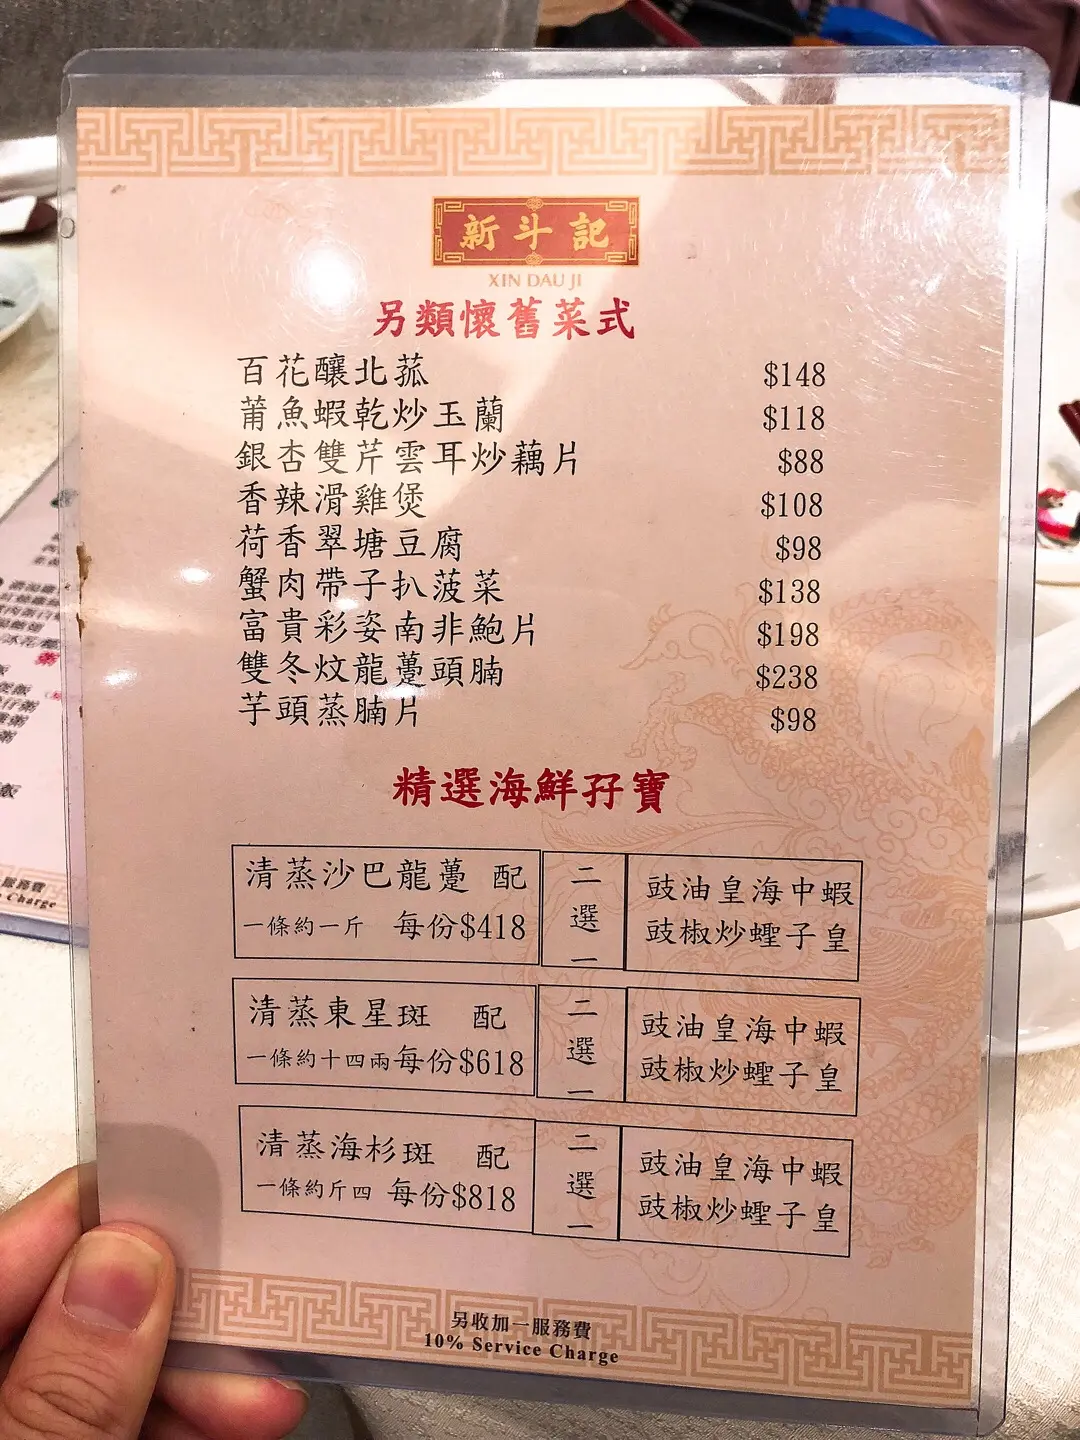 新斗記
XIN DAU JI
另類懷舊菜式
百花釀北菰 $148
莆魚蝦乾炒玉蘭 $118
銀杏雙芹雲耳炒藕片 $88
香辣滑雞煲 $108
荷香翠塘豆腐 $98
蟹肉帶子扒菠菜 $138
富貴彩姿南非鮑片 $198
雙冬炆龍躉頭腩 $238
芋頭蒸腩片 $98
精選海鮮孖寶
清蒸沙巴龍躉 配
一條約一斤 每份$418
二選一
豉油皇海中蝦
豉椒炒蟶子皇
清蒸東星斑 配
一條約十四兩每份$618
二選一
豉油皇海中蝦
豉椒炒蟶子皇
清蒸海杉斑 配
一條約斤四 每份$818
二選一
豉油皇海中蝦
豉椒炒蟶子皇
另收加一服務費
10% Service Charge
服務費
Charge